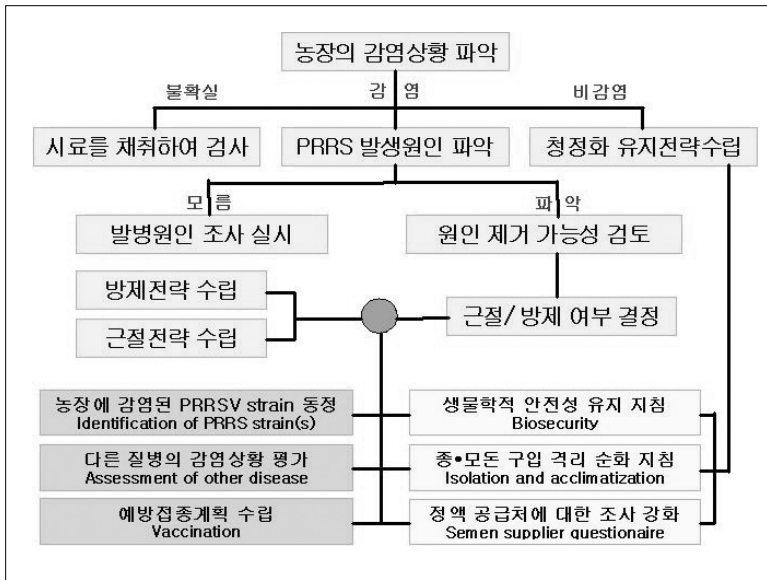 농장의 감염상황 파악
불확실
감 염
비감염
시료를 채취하여 검사
PRRS 발생원인 파악
청정화 유지전략수립
모 름
파 악
발병원인 조사 실시
원인 제거 가능성 검토
방제전략 수립
근절전략 수립
근절/ 방제 여부 결정
농장에 감염된 PRRSV strain 동정
Identification of PRRS strain(s)
생물학적 안전성 유지 지침
Biosecurity
다른 질병의 감염상황 평가
Assessment of other disease
종•모돈 구입 격리 순화 지침
Isolation and acclimatization
예방접종계획 수립
Vaccination
정액 공급처에 대한 조사 강화
Semen supplier questionaire